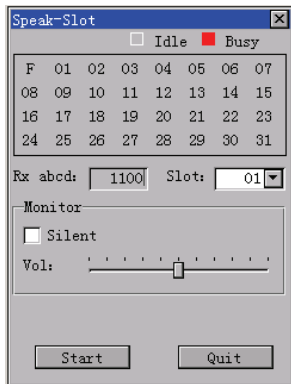 Speak-Slot
Idle Busy
F 01 02 03 04 05 06 07
08 09 10 11 12 13 14 15
16 17 18 19 20 21 22 23
24 25 26 27 28 29 30 31
Rx abcd: 1100 Slot: 01
Monitor
Silent
Vol:
Start Quit